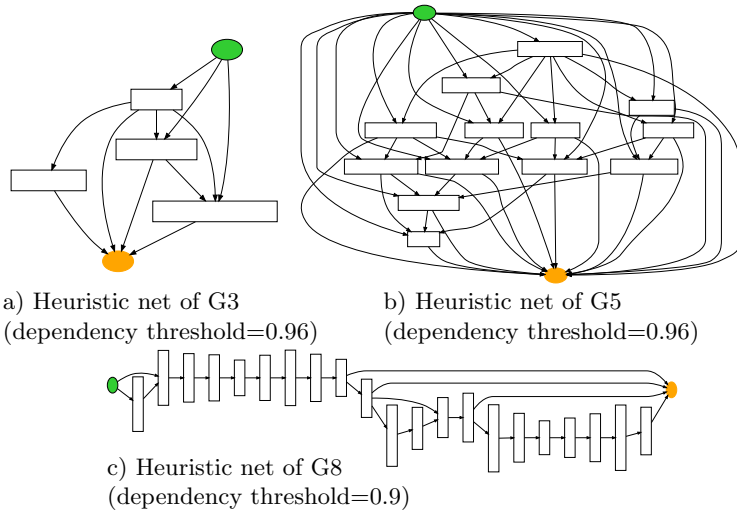 a) Heuristic net of G3
(dependency threshold=0.96)
b) Heuristic net of G5
(dependency threshold=0.96)
c) Heuristic net of G8
(dependency threshold=0.9)